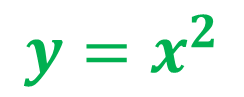 y = x²